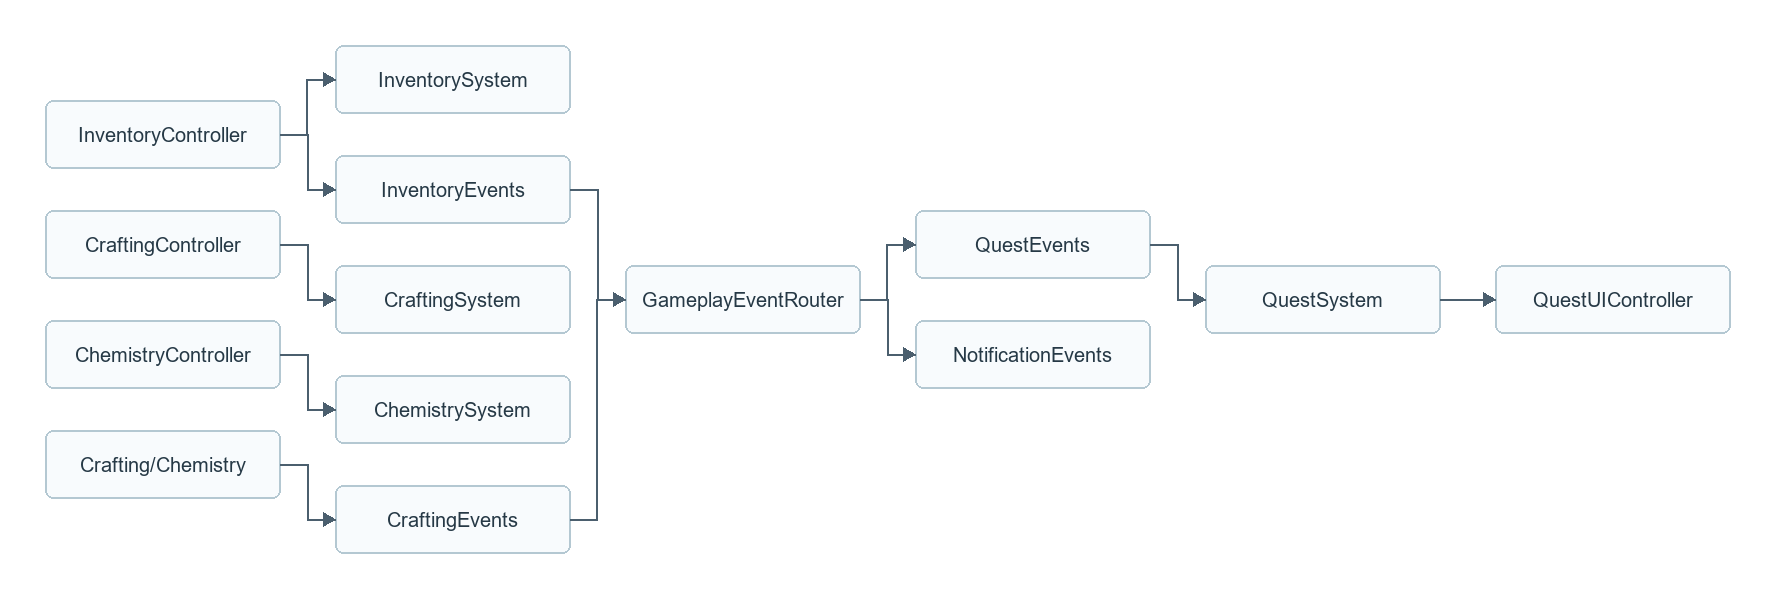 InventoryController
CraftingController
ChemistryController
Crafting/Chemistry
InventorySystem
InventoryEvents
CraftingSystem
ChemistrySystem
CraftingEvents
GameplayEventRouter
QuestEvents
NotificationEvents
QuestSystem
QuestUIController